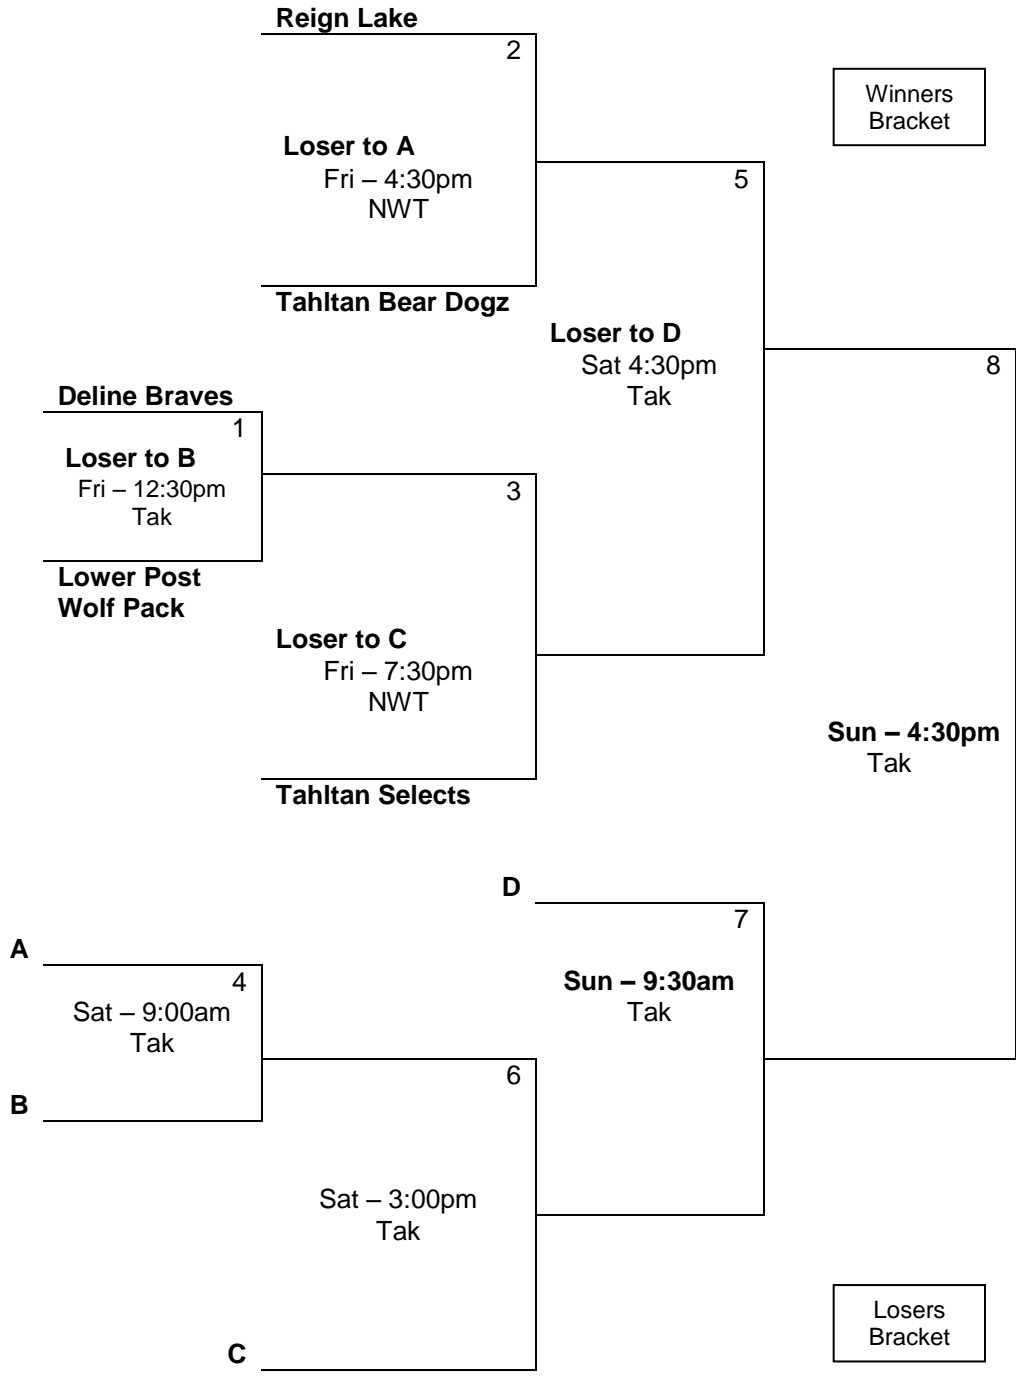 Reign Lake
2
Winners
Bracket
Loser to A
Fri – 4:30pm
NWT
5
Tahltan Bear Dogz
Loser to D
Sat 4:30pm
Tak
8
Deline Braves
1
Loser to B
Fri – 12:30pm
Tak
3
Lower Post
Wolf Pack
Loser to C
Fri – 7:30pm
NWT
Sun – 4:30pm
Tak
Tahltan Selects
D
7
A
4
Sat – 9:00am
Tak
Sun – 9:30am
Tak
6
B
Sat – 3:00pm
Tak
Losers
Bracket
C